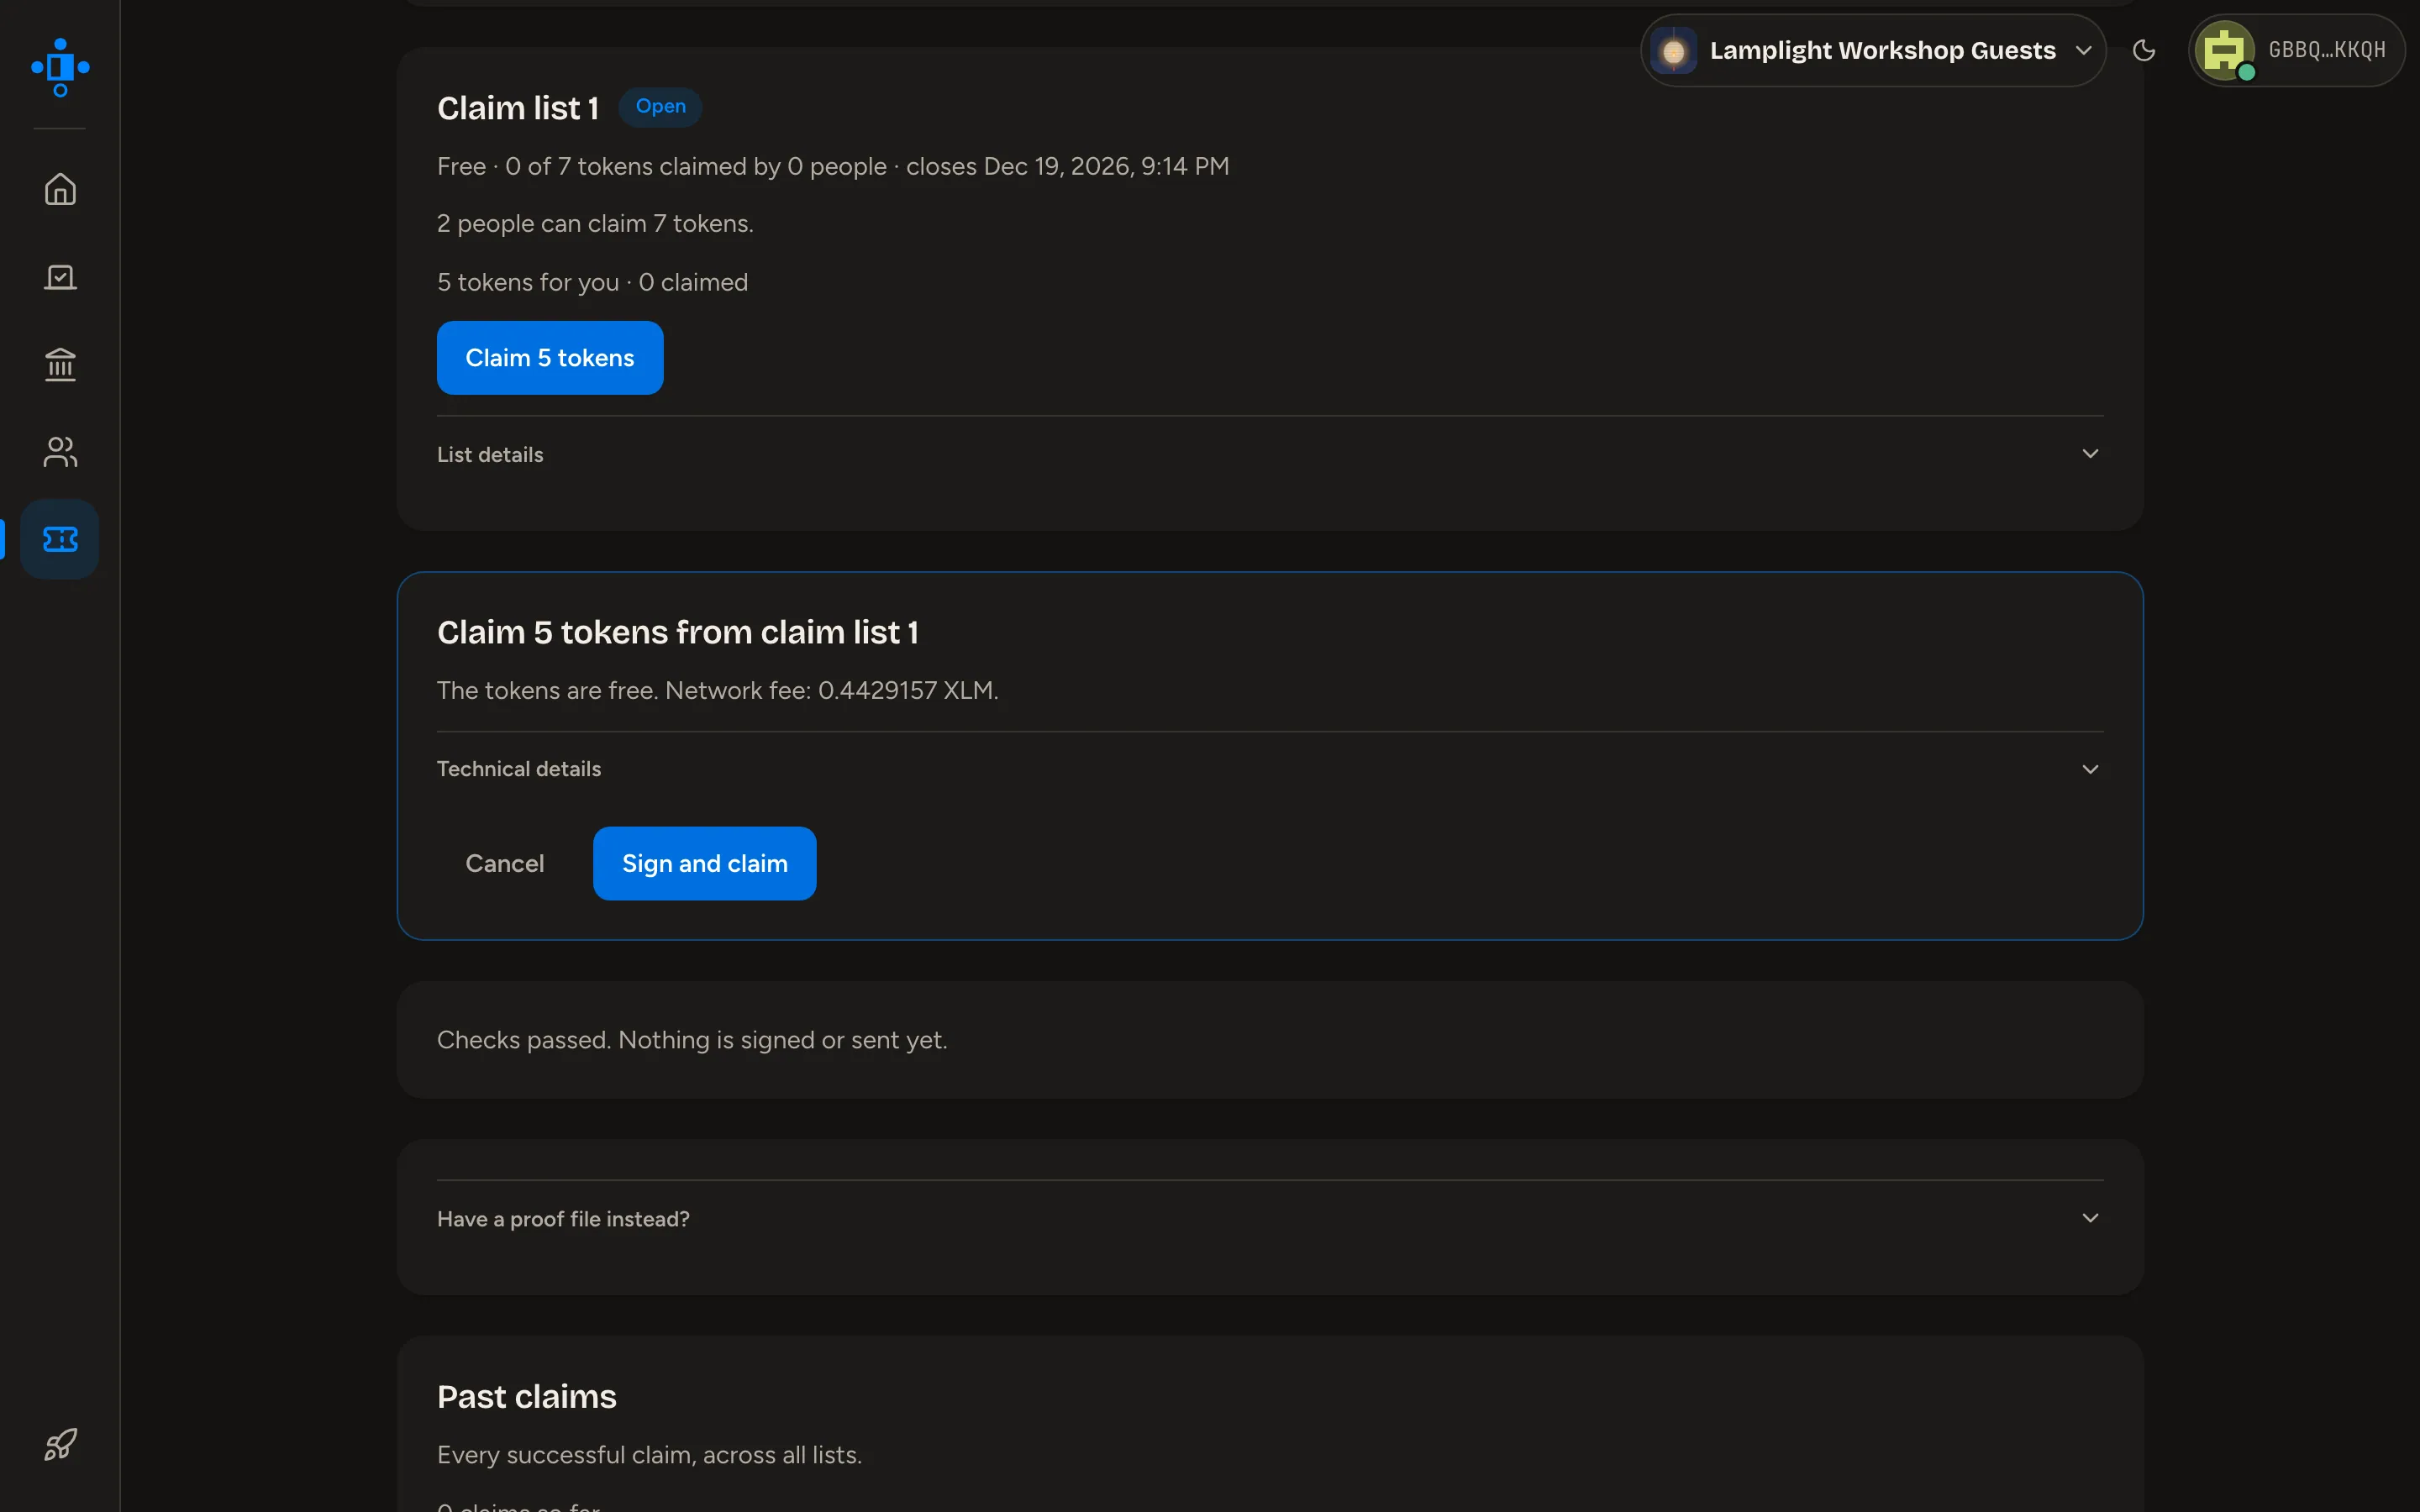 Lamplight Workshop Guests
GBBQ...KKQH
Claim list 1
Open
Free · 0 of 7 tokens claimed by 0 people · closes Dec 19, 2026, 9:14 PM
2 people can claim 7 tokens.
5 tokens for you · 0 claimed
Claim 5 tokens
List details
Claim 5 tokens from claim list 1
The tokens are free. Network fee: 0.4429157 XLM.
Technical details
Cancel
Sign and claim
Checks passed. Nothing is signed or sent yet.
Have a proof file instead?
Past claims
Every successful claim, across all lists.
0 claims so far